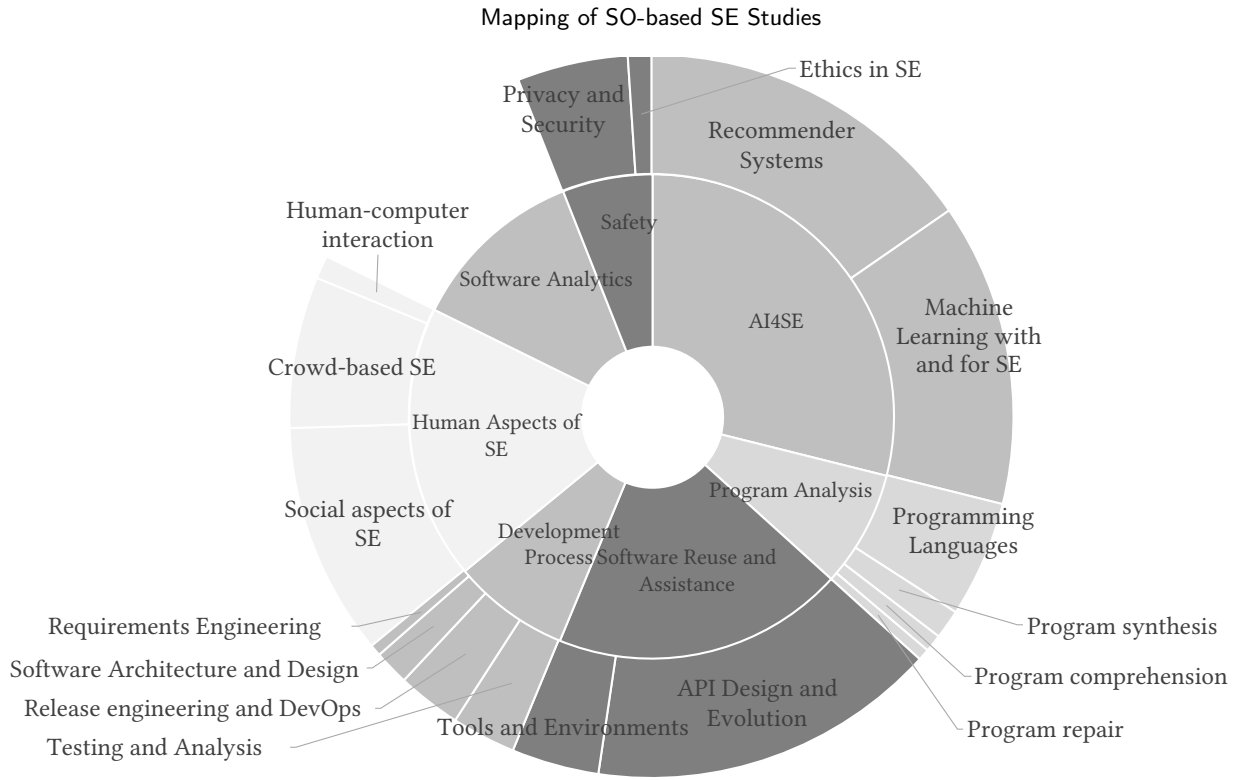 Mapping of SO-based SE Studies
Ethics in SE
Privacy and
Security
Recommender
Systems
Human-computer
interaction
Safety
Software Analytics
AI4SE
Machine
Learning with
and for SE
Crowd-based SE
Human Aspects of
SE
Program Analysis
Social aspects of
SE
Programming
Languages
Development
Process
Software Reuse and
Assistance
Requirements Engineering
Program synthesis
Software Architecture and Design
Program comprehension
Release engineering and DevOps
API Design and
Evolution
Tools and Environments
Program repair
Testing and Analysis